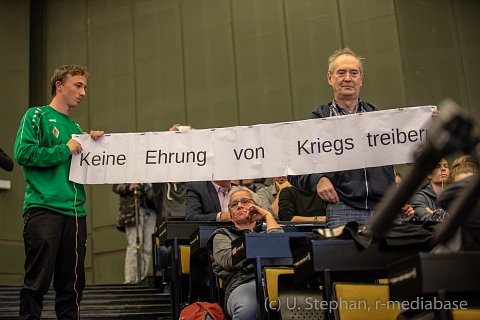 Keine Ehrung von Kriegs treibern
(c) U. Stephan, r-mediabase